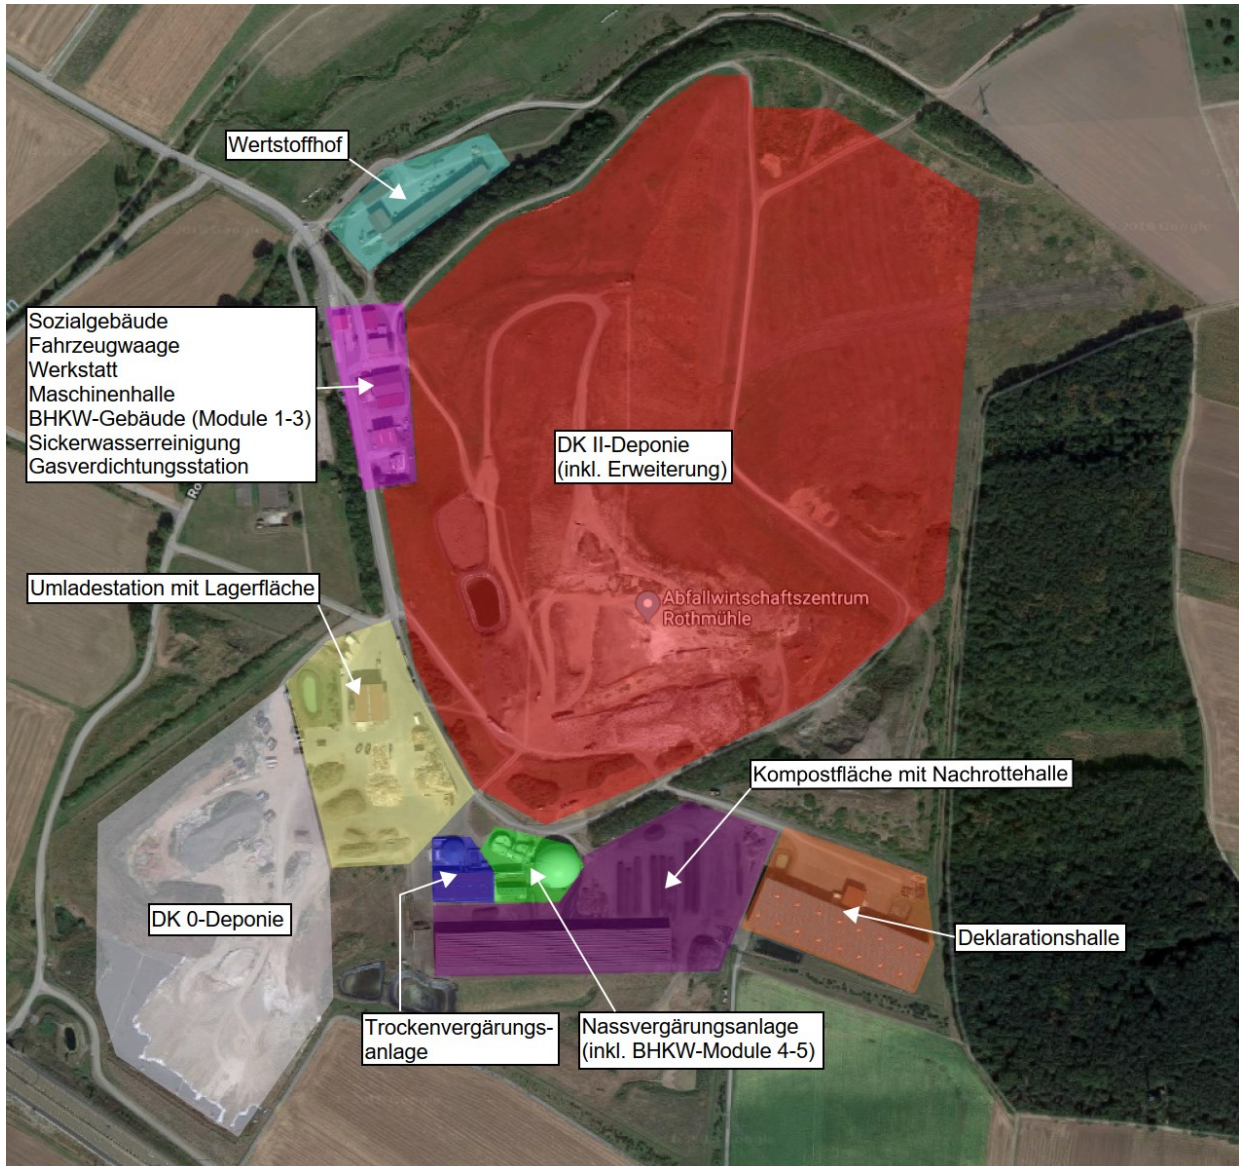 Wertstoffhof
Sozialgebäude
Fahrzeugwaage
Werkstatt
Maschinenhalle
BHKW-Gebäude (Module 1-3)
Sickerwasserreinigung
Gasverdichtungsstation
DK II-Deponie
(inkl. Erweiterung)
Umladestation mit Lagerfläche
Abfallwirtschaftszentrum
Rothmühle
Kompostfläche mit Nachrottehalle
DK 0-Deponie
Deklarationshalle
Trockenvergärungs-
anlage
Nassvergärungsanlage
(inkl. BHKW-Module 4-5)